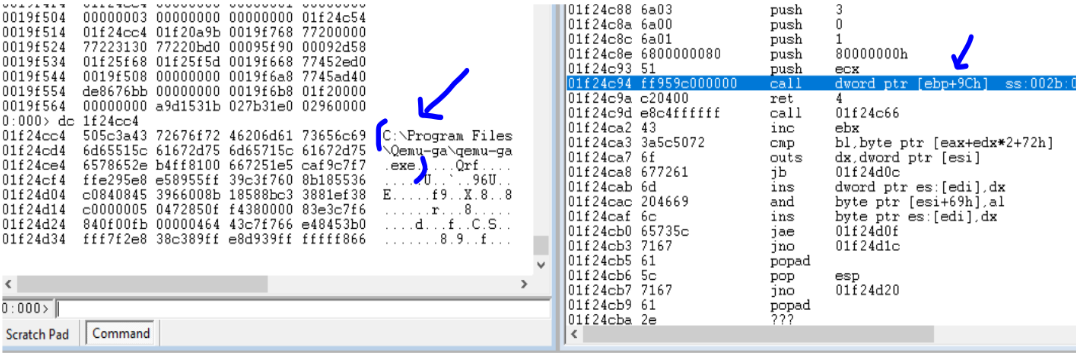 0019f504 00000003 00000000 00000000 01f24c54
0019f514 01f24cc4 01f20a9b 0019f768 77200000
0019f524 77223130 77220bd0 00095f90 00092d58
0019f534 01f25f68 01f25f5d 0019f668 77452ed0
0019f544 0019f508 00000000 0019f6a8 7745ad40
0019f554 de8676bb 00000000 0019f6b8 01f20000
0019f564 00000000 a9d1531b 027b31e0 02960000
0:000> dc 1f24cc4
01f24cc4 505c3a43 72676f72 46206d61 73656c69 C:\Program Files
01f24cd4 6d65515c 61672d75 6d65715c 61672d75 \Qemu-ga\qemu-ga
01f24ce4 6578652e b4ff8100 667251e5 caf9c7f7 .exe.....Qrf....
01f24cf4 ffe295e8 e58955ff 39c3f760 8b185536 .....U..`..96U..
01f24d04 c0840845 3966008b 18588bc3 3881ef38 E.....f9..X.8..8
01f24d14 c0000005 0472850f f4380000 83e3c7f6 ......r...8.....
01f24d24 840f00fb 00000464 43c7f766 e48453b0 ....d...f..C.S..
01f24d34 fff7f2e8 38c389ff e8d939ff fffff866 .......8.9..f...
0:000>
Scratch Pad Command
01f24c88 6a03 push 3
01f24c8a 6a00 push 0
01f24c8c 6a01 push 1
01f24c8e 6800000080 push 80000000h
01f24c93 51 push ecx
01f24c94 ff959c000000 call dword ptr [ebp+9Ch] ss:002b:0
01f24c9a c20400 ret 4
01f24c9d e8c4ffffff call 01f24c66
01f24ca2 43 inc ebx
01f24ca3 3a5c5072 cmp bl,byte ptr [eax+edx*2+72h]
01f24ca7 6f outs dx,dword ptr [esi]
01f24ca8 677261 jb 01f24d0c
01f24cab 6d ins dword ptr es:[edi],dx
01f24cac 204669 and byte ptr [esi+69h],al
01f24caf 6c ins byte ptr es:[edi],dx
01f24cb0 65735c jae 01f24d0f
01f24cb3 7167 jno 01f24d1c
01f24cb5 61 popad
01f24cb6 5c pop esp
01f24cb7 7167 jno 01f24d20
01f24cb9 61 popad
01f24cba 2e ???